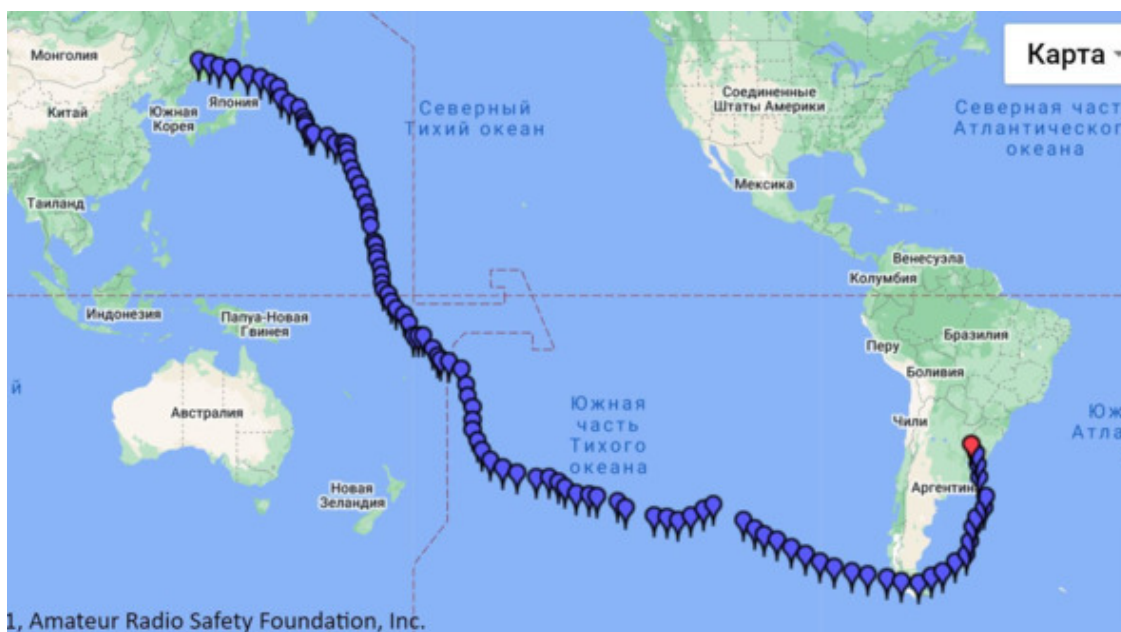 Монголия
Китай
Южная
Корея
Япония
Таиланд
Северный
Тихий океан
Карта
Соединенные
Штаты Америки
Северная часть
Атлантического
океана
Мексика
Венесуэла
Колумбия
Индонезия
Папуа-Новая
Гвинея
Бразилия
Перу
Боливия
й
Австралия
Южная
часть
Тихого
океана
Чили
Юж
Атла
Новая
Зеландия
Аргентин
1, Amateur Radio Safety Foundation, Inc.